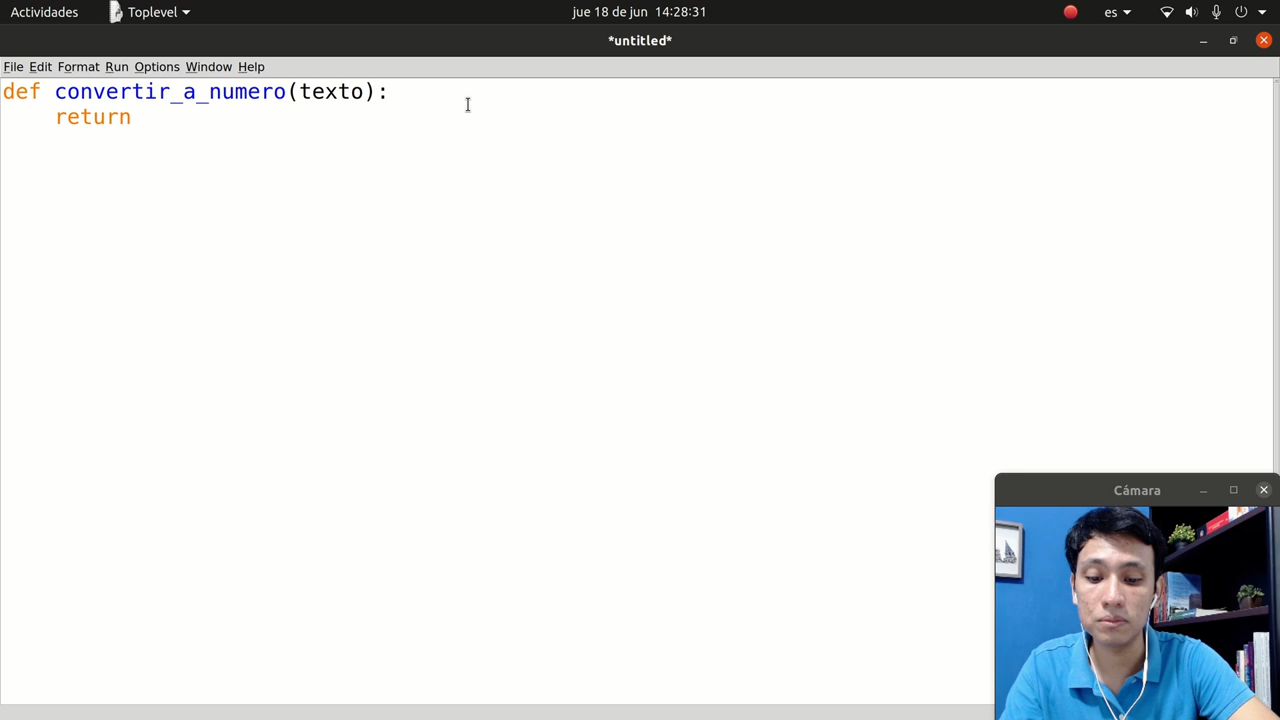 Actividades
Toplevel
jue 18 de jun 14:28:31
es
*untitled*
File Edit Format Run Options Window Help
def convertir_a_numero(texto):
    return
Cámara